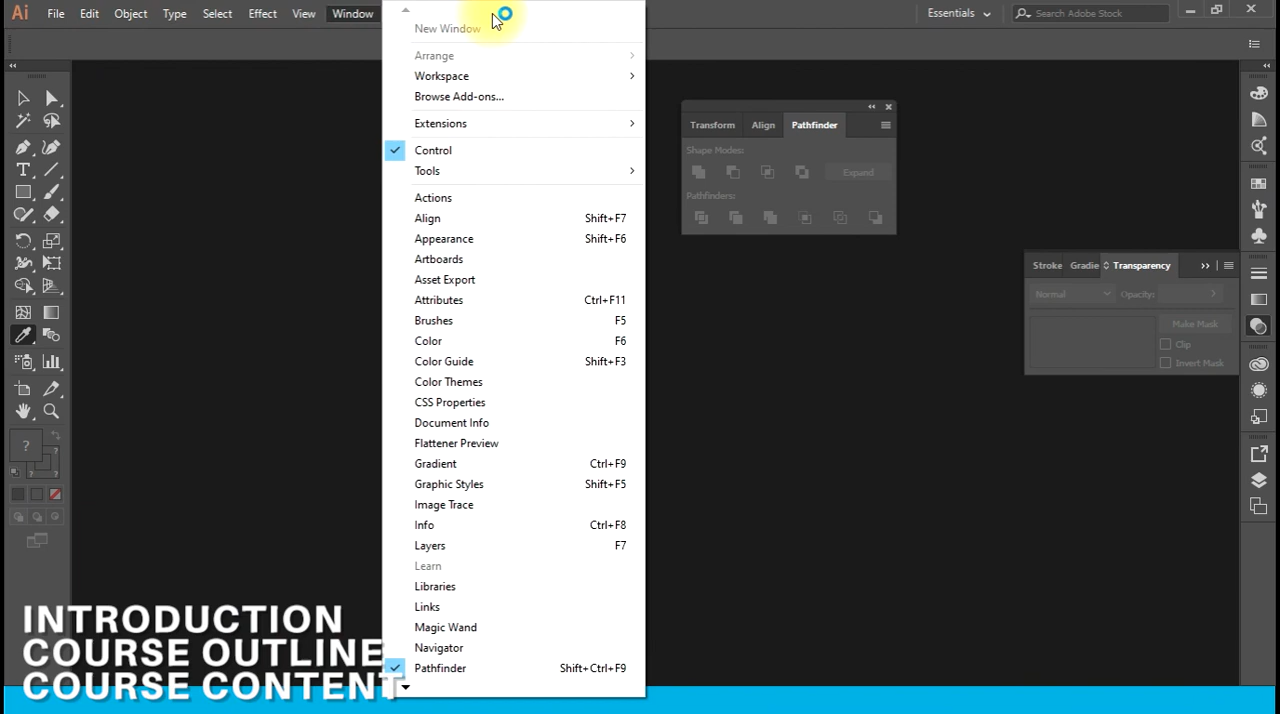 Ai File Edit Object Type Select Effect View Window Essentials Search Adobe Stock
New Window
Arrange
Workspace
Browse Add-ons...
Extensions
Control
Tools
Actions
Align Shift+F7
Appearance Shift+F6
Artboards
Asset Export
Attributes Ctrl+F11
Brushes F5
Color F6
Color Guide Shift+F3
Color Themes
CSS Properties
Document Info
Flattener Preview
Gradient Ctrl+F9
Graphic Styles Shift+F5
Image Trace
Info Ctrl+F8
Layers F7
Learn
Libraries
Links
Magic Wand
Navigator
Pathfinder Shift+Ctrl+F9
Transform Align Pathfinder
Shape Modes:
Expand
Pathfinders:
Stroke Gradie Transparency
Normal Opacity:
Make Mask
Clip
Invert Mask
?
?
? ?
INTRODUCTION
COURSE OUTLINE
COURSE CONTENT